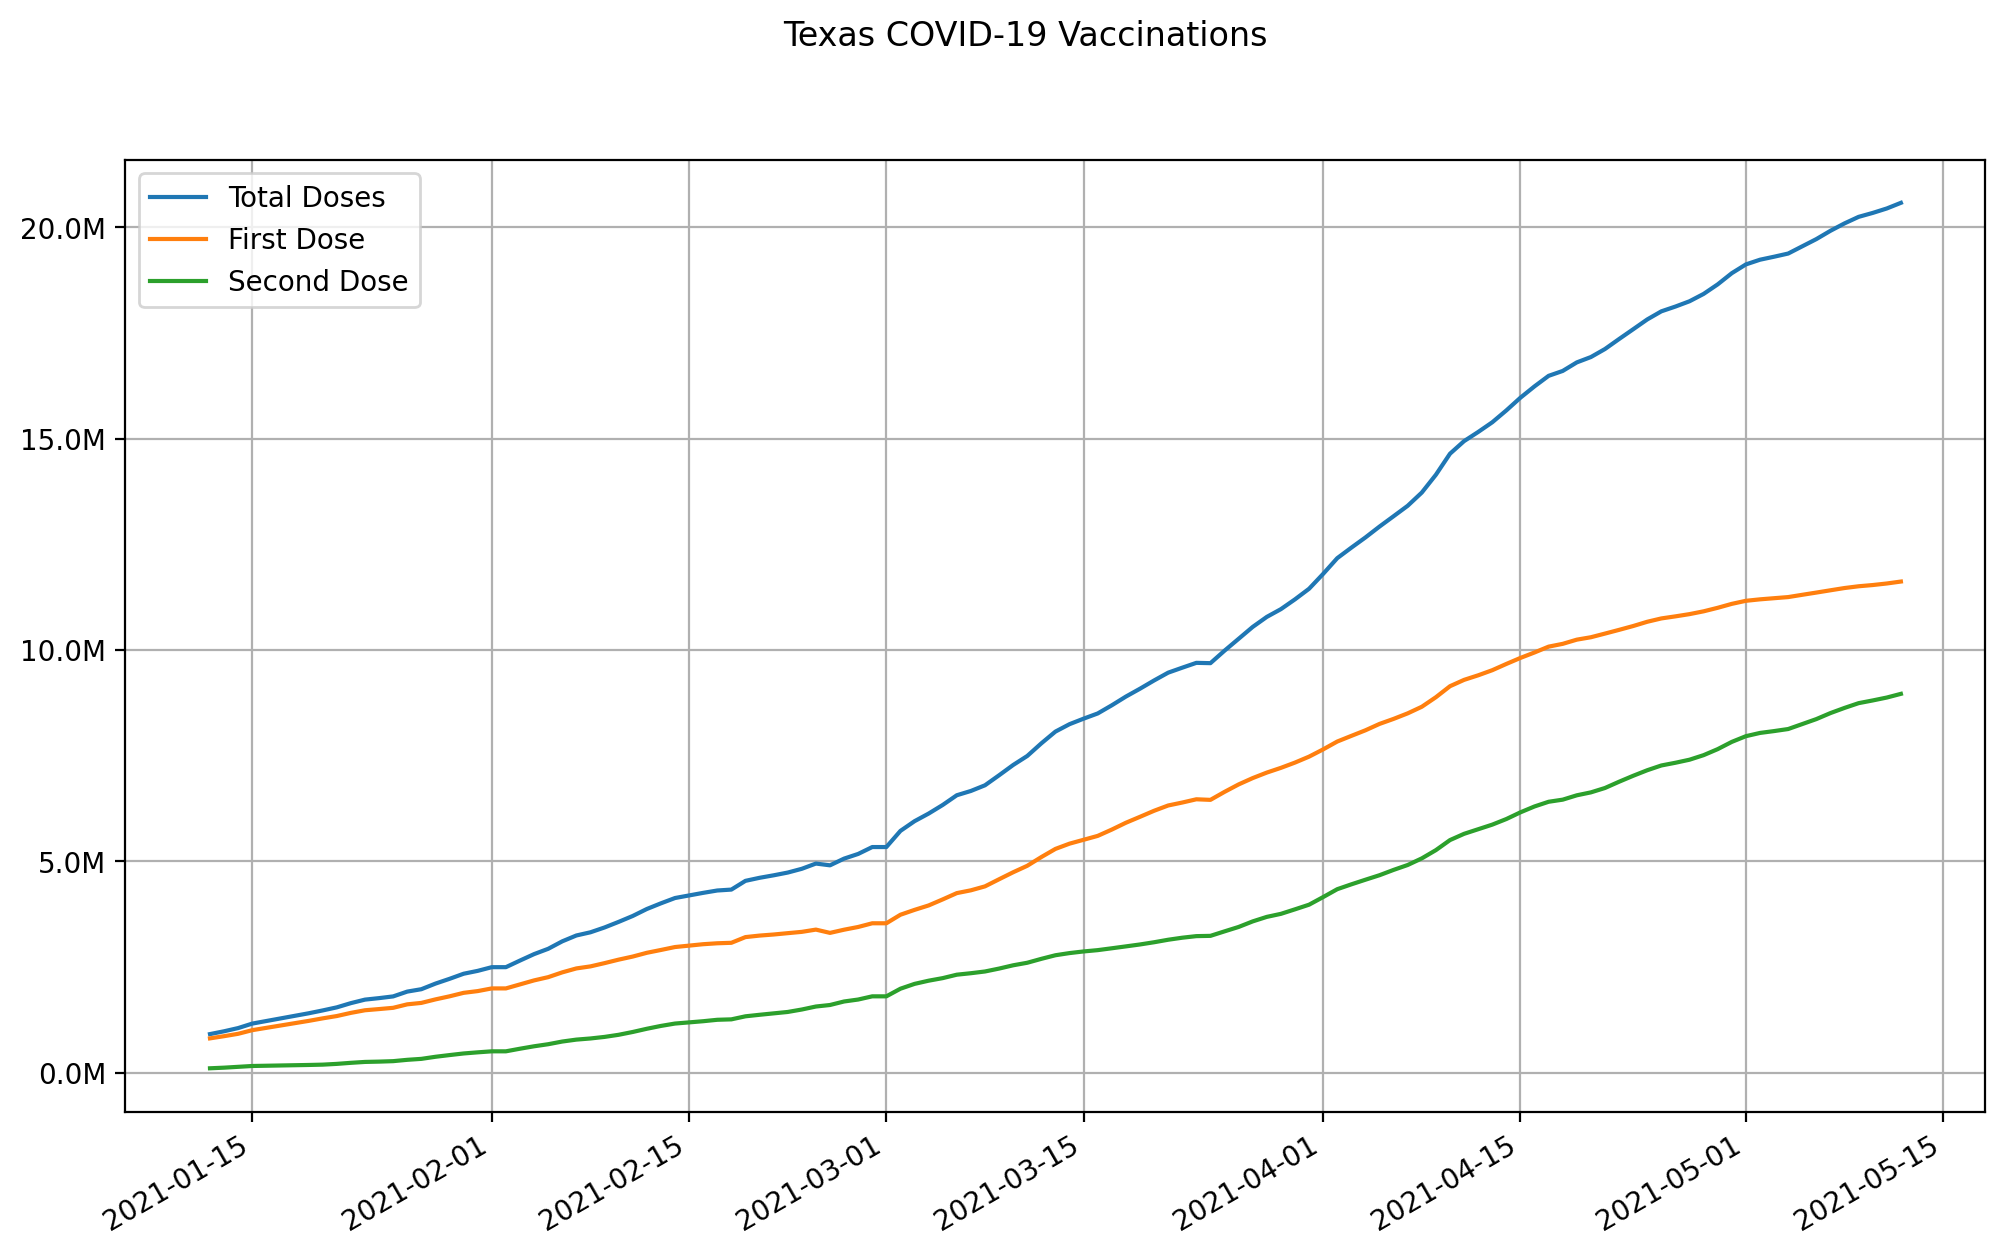 Texas COVID-19 Vaccinations
Total Doses
First Dose
Second Dose
20.0M
15.0M
10.0M
5.0M
0.0M
2021-01-15
2021-02-01
2021-02-15
2021-03-01
2021-03-15
2021-04-01
2021-04-15
2021-05-01
2021-05-15